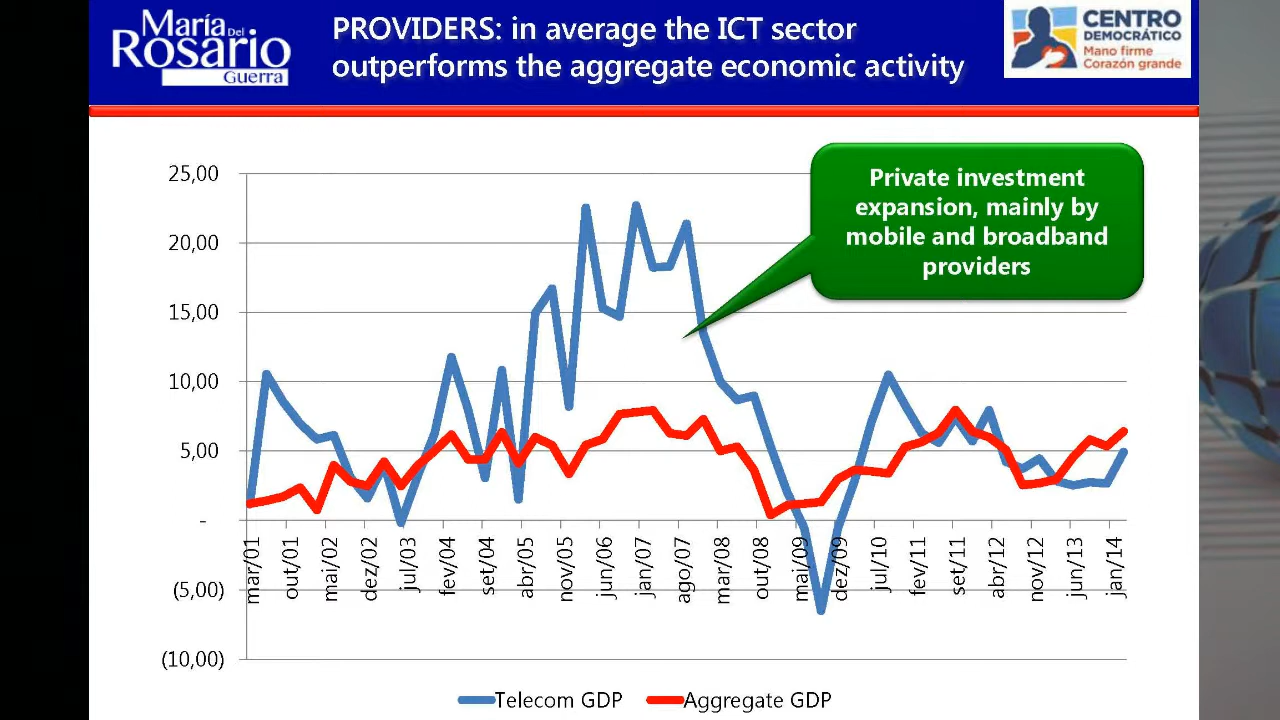 María Del
Rosario
Guerra
PROVIDERS: in average the ICT sector
outperforms the aggregate economic activity
CENTRO
DEMOCRÁTICO
Mano firme
Corazón grande
Private investment
expansion, mainly by
mobile and broadband
providers
25,00
20,00
15,00
10,00
5,00
-
(5,00)
(10,00)
mar/01
out/01
mai/02
dez/02
jul/03
fev/04
set/04
abr/05
nov/05
jun/06
jan/07
ago/07
mar/08
out/08
mai/09
dez/09
jul/10
fev/11
set/11
abr/12
nov/12
jun/13
jan/14
Telecom GDP
Aggregate GDP